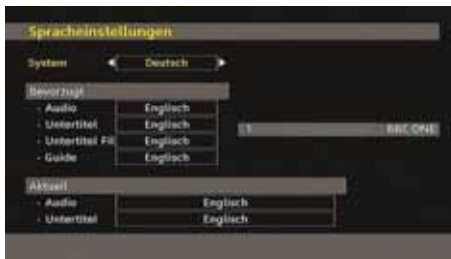 Spracheinstellungen
System Deutsch
Bevorzugt
- Audio Englisch
- Untertitel Englisch
1 BBC ONE
- Untertitel Fil Englisch
- Guide Englisch
Aktuell
- Audio Englisch
- Untertitel Englisch